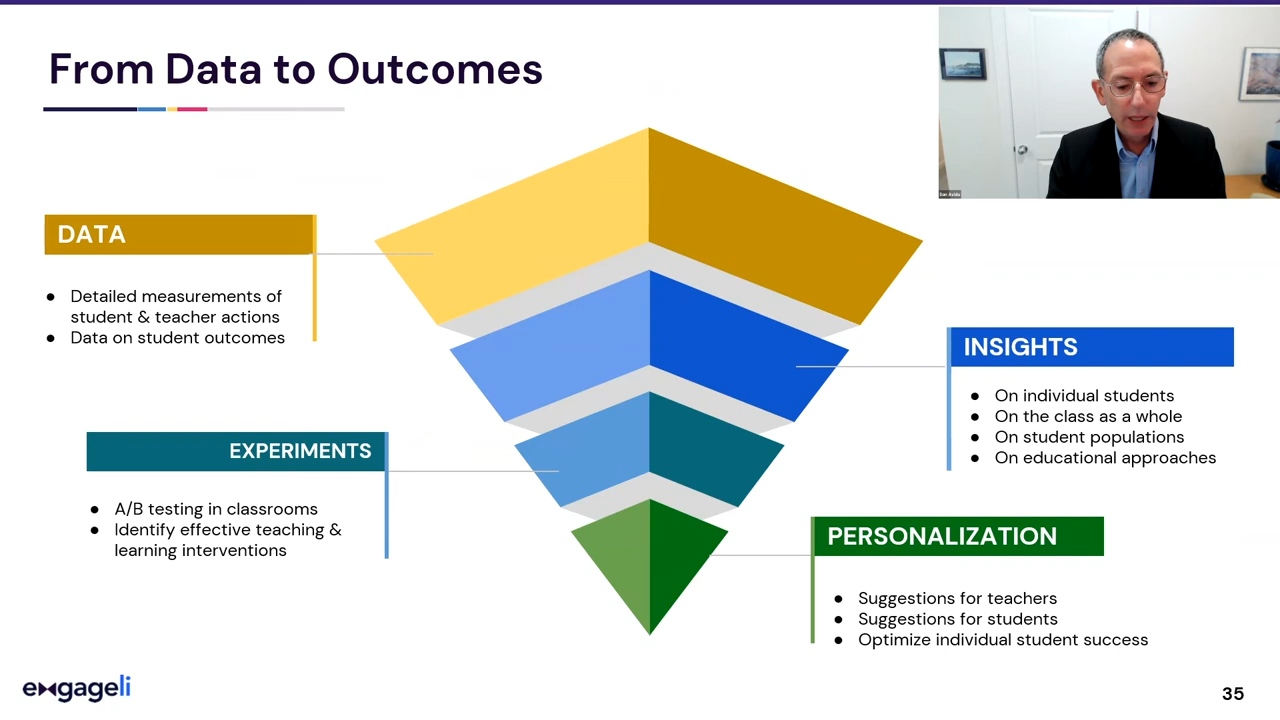 From Data to Outcomes
Dan Avida
DATA
● Detailed measurements of
student & teacher actions
● Data on student outcomes
INSIGHTS
● On individual students
● On the class as a whole
● On student populations
● On educational approaches
EXPERIMENTS
● A/B testing in classrooms
● Identify effective teaching &
learning interventions
PERSONALIZATION
● Suggestions for teachers
● Suggestions for students
● Optimize individual student success
engageli
35